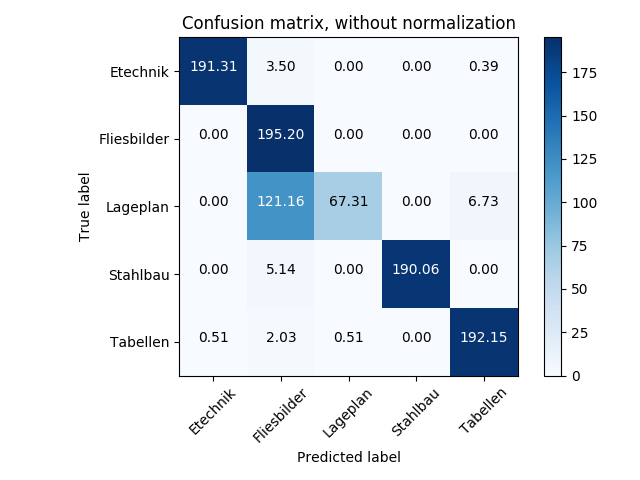 Confusion matrix, without normalization
Etechnik 191.31 3.50 0.00 0.00 0.39
Fliesbilder 0.00 195.20 0.00 0.00 0.00
Lageplan 0.00 121.16 67.31 0.00 6.73
Stahlbau 0.00 5.14 0.00 190.06 0.00
Tabellen 0.51 2.03 0.51 0.00 192.15
True label
Etechnik Fliesbilder Lageplan Stahlbau Tabellen
Predicted label
175
150
125
100
75
50
25
0